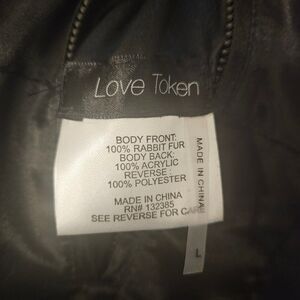 Love Token
BODY FRONT:
100% RABBIT FUR
BODY BACK:
100% ACRYLIC
REVERSE :
100% POLYESTER
MADE IN CHINA
RN# 132385
SEE REVERSE FOR CARE
MADE IN CHINA
L